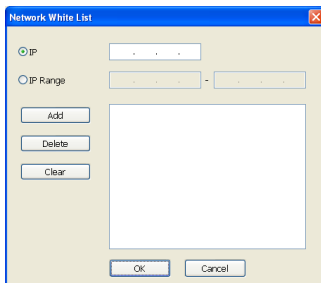 Network White List
IP
. . .
IP Range
. . . - . . .
Add
Delete
Clear
OK
Cancel